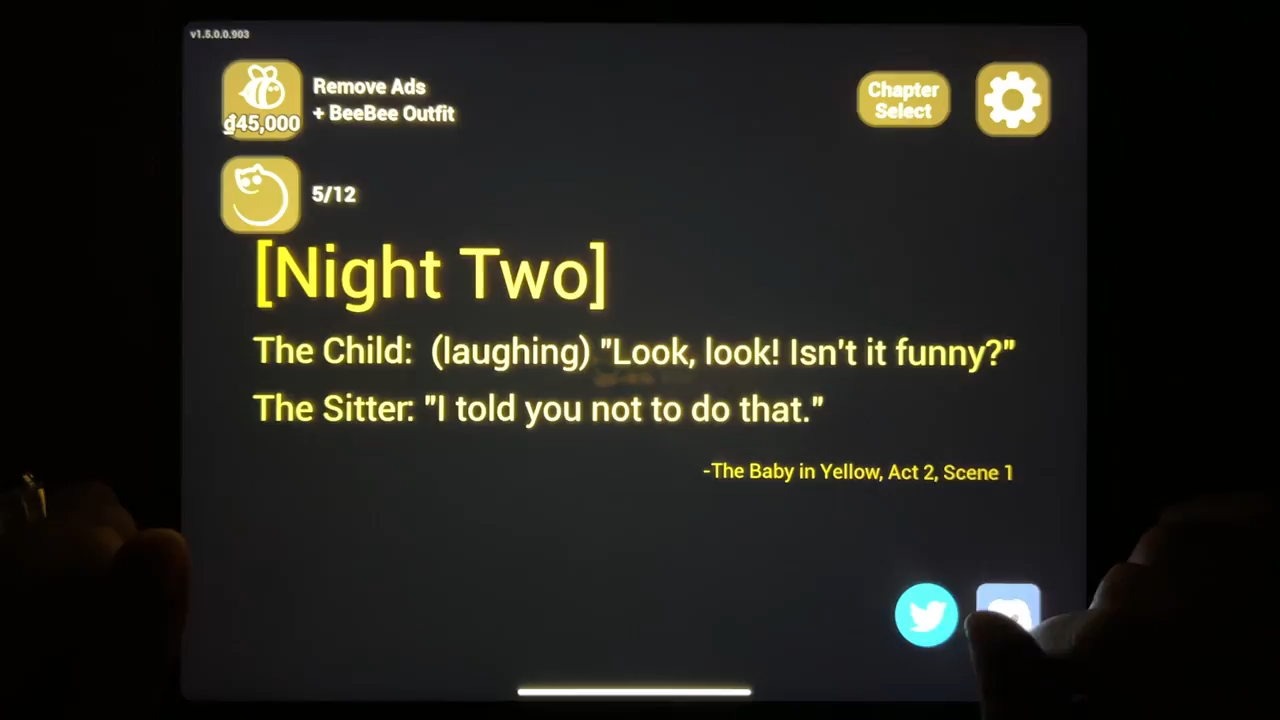 v1.5.0.0.903
Remove Ads
+ BeeBee Outfit
₫45,000
Chapter
Select
5/12
[Night Two]
The Child: (laughing) "Look, look! Isn't it funny?"
The Sitter: "I told you not to do that."
-The Baby in Yellow, Act 2, Scene 1